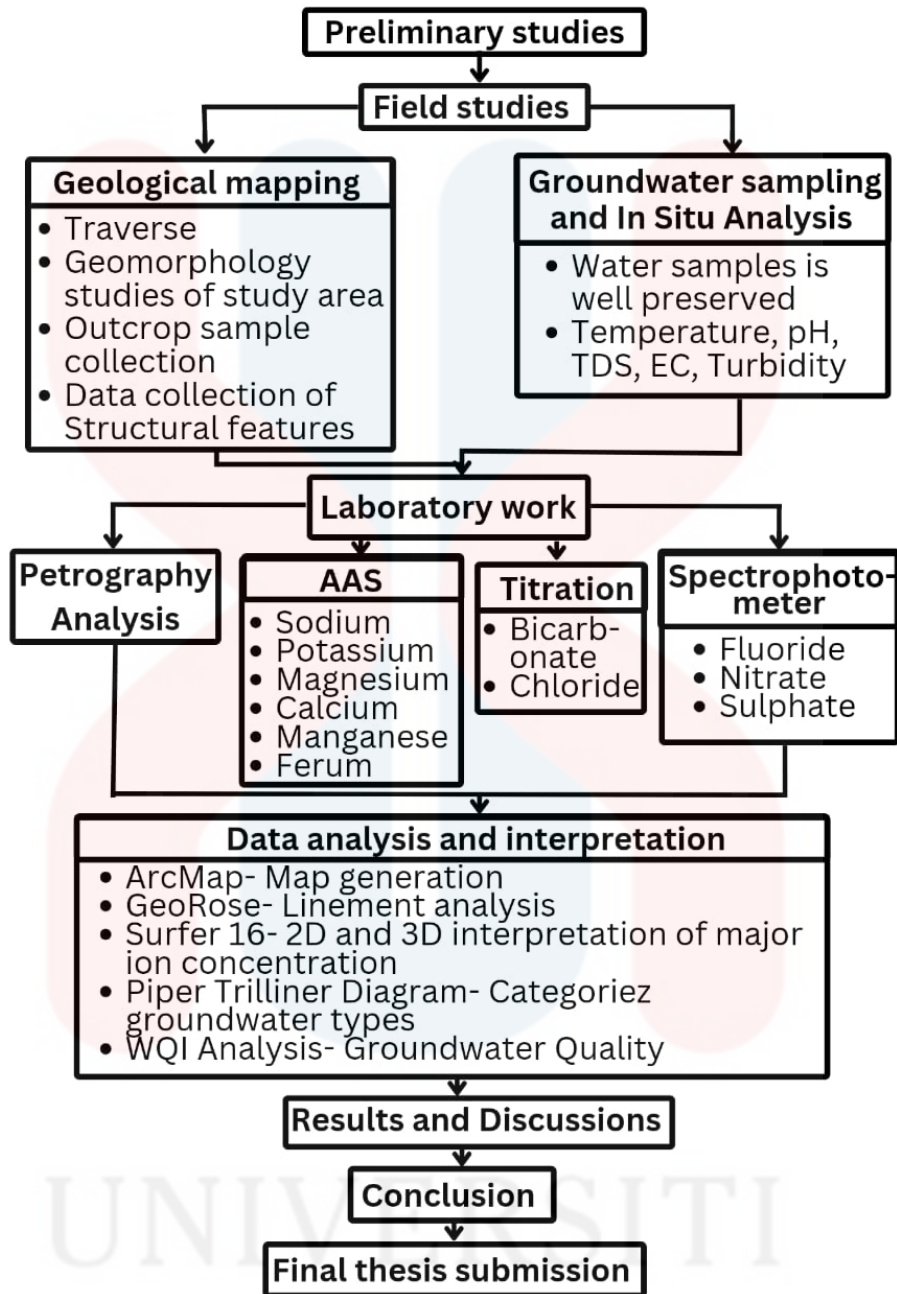 Preliminary studies
Field studies
Geological mapping
• Traverse
• Geomorphology
studies of study area
• Outcrop sample
collection
• Data collection of
Structural features
Groundwater sampling
and In Situ Analysis
• Water samples is
well preserved
• Temperature, pH,
TDS, EC, Turbidity
Laboratory work
Petrography
Analysis
AAS
• Sodium
• Potassium
• Magnesium
• Calcium
• Manganese
• Ferum
Titration
• Bicarb-
onate
• Chloride
Spectrophoto-
meter
• Fluoride
• Nitrate
• Sulphate
Data analysis and interpretation
• ArcMap- Map generation
• GeoRose- Linement analysis
• Surfer 16- 2D and 3D interpretation of major
ion concentration
• Piper Trilliner Diagram- Categoriez
groundwater types
• WQI Analysis- Groundwater Quality
Results and Discussions
Conclusion
UNIVERSITI
Final thesis submission